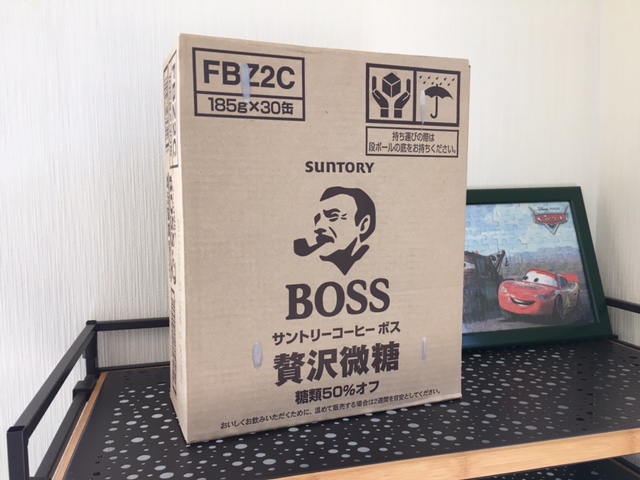 FBZ2C
185g×30缶
持ち運びの際は
段ボールの底をお持ちください。
SUNTORY
BOSS
サントリーコーヒー ボス
贅沢微糖
糖類50%オフ
おいしくお飲みいただくために、温めて販売する場合は2週間を目安としてください。
Cars